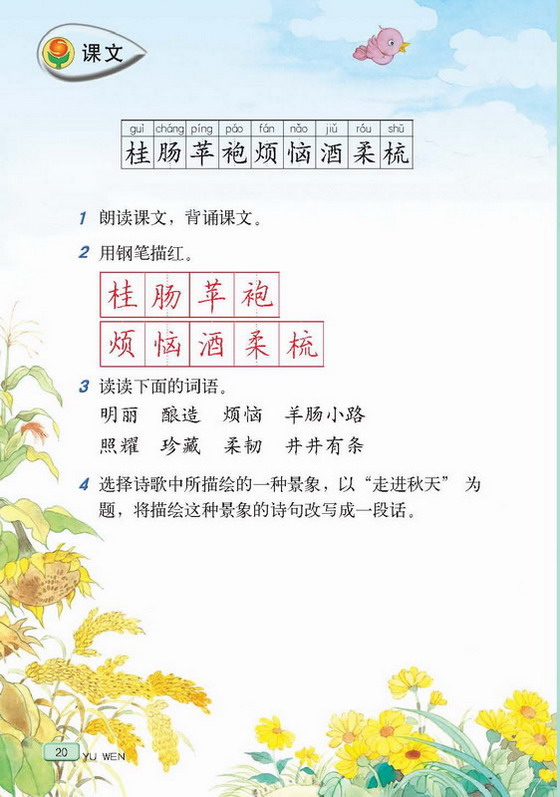 课文
guì cháng píng páo fán nǎo jiǔ róu shū
桂肠苹袍烦恼酒柔梳
1 朗读课文，背诵课文。
2 用钢笔描红。
桂肠苹袍
烦恼酒柔梳
3 读读下面的词语。
明丽 酿造 烦恼 羊肠小路
照耀 珍藏 柔韧 井井有条
4 选择诗歌中所描绘的一种景象，以“走进秋天” 为
题，将描绘这种景象的诗句改写成一段话。
20 YU WEN